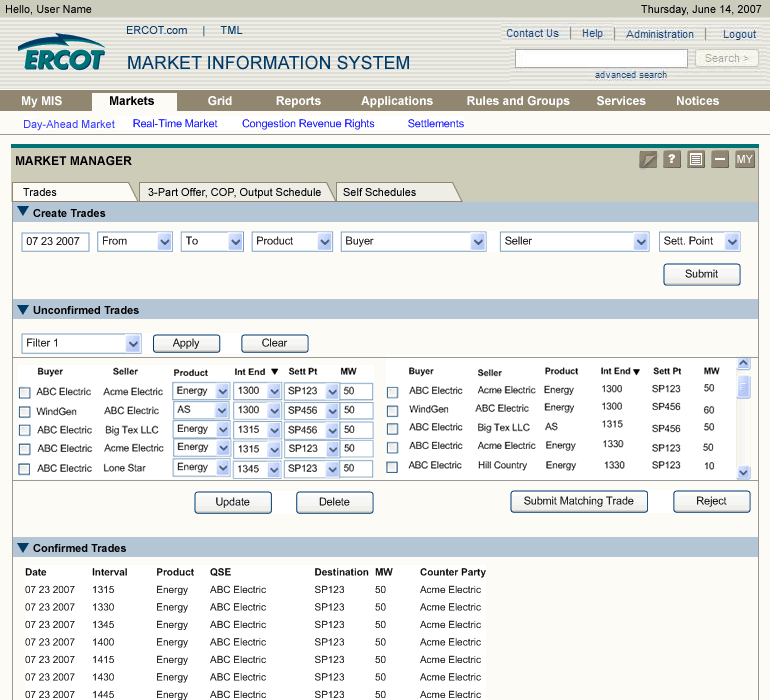 Hello, User Name Thursday, June 14, 2007
ERCOT.com | TML Contact Us | Help | Administration | Logout
ERCOT
MARKET INFORMATION SYSTEM Search >
advanced search
My MIS Markets Grid Reports Applications Rules and Groups Services Notices
Day-Ahead Market Real-Time Market Congestion Revenue Rights Settlements
MARKET MANAGER ? MY
Trades 3-Part Offer, COP, Output Schedule Self Schedules
Create Trades
07 23 2007 From To Product Buyer Seller Sett. Point
Submit
Unconfirmed Trades
Filter 1 Apply Clear
Buyer Seller Product Int End Sett Pt MW Buyer Seller Product Int End Sett Pt MW
ABC Electric Acme Electric Energy 1300 SP123 50 ABC Electric Acme Electric Energy 1300 SP123 50
WindGen ABC Electric AS 1300 SP456 50 WindGen ABC Electric Energy 1300 SP456 60
ABC Electric Big Tex LLC Energy 1315 SP456 50 ABC Electric Big Tex LLC AS 1315 SP456 50
ABC Electric Acme Electric Energy 1315 SP123 50 ABC Electric Acme Electric Energy 1330 SP123 50
ABC Electric Lone Star Energy 1345 SP123 50 ABC Electric Hill Country Energy 1330 SP123 10
Update Delete Submit Matching Trade Reject
Confirmed Trades
Date Interval Product QSE Destination MW Counter Party
07 23 2007 1315 Energy ABC Electric SP123 50 Acme Electric
07 23 2007 1330 Energy ABC Electric SP123 50 Acme Electric
07 23 2007 1345 Energy ABC Electric SP123 50 Acme Electric
07 23 2007 1400 Energy ABC Electric SP123 50 Acme Electric
07 23 2007 1415 Energy ABC Electric SP123 50 Acme Electric
07 23 2007 1430 Energy ABC Electric SP123 50 Acme Electric
07 23 2007 1445 Energy ABC Electric SP123 50 Acme Electric